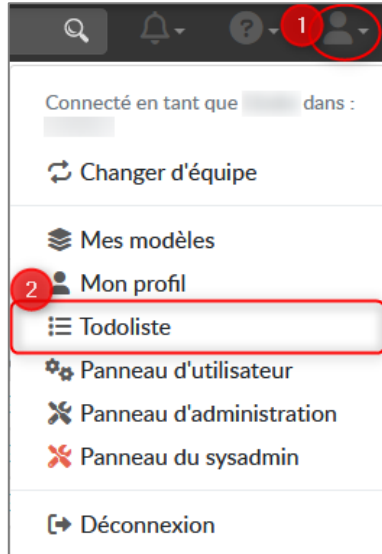 1
Connecté en tant que dans :
Changer d'équipe
Mes modèles
2 Mon profil
Todoliste
Panneau d'utilisateur
Panneau d'administration
Panneau du sysadmin
Déconnexion